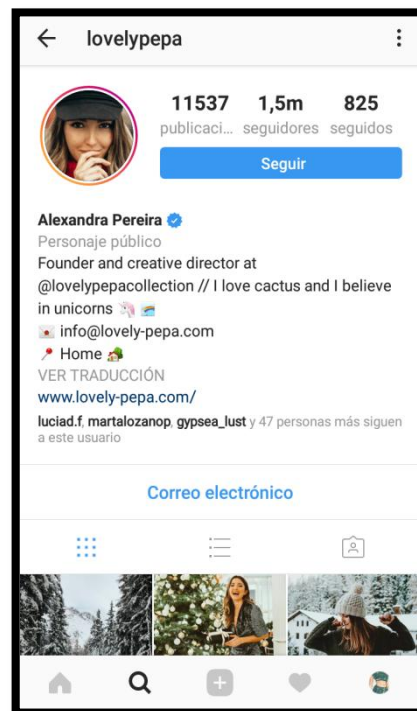 lovelypepa
11537 1,5m 825
publicaci... seguidores seguidos
Seguir
Alexandra Pereira
Personaje público
Founder and creative director at
@lovelypepacollection // I love cactus and I believe
in unicorns 🦄 🌈
💌 info@lovely-pepa.com
📍 Home 🏡
VER TRADUCCIÓN
www.lovely-pepa.com/
luciad.f, martalozanop, gypsea_lust y 47 personas más siguen
a este usuario
Correo electrónico